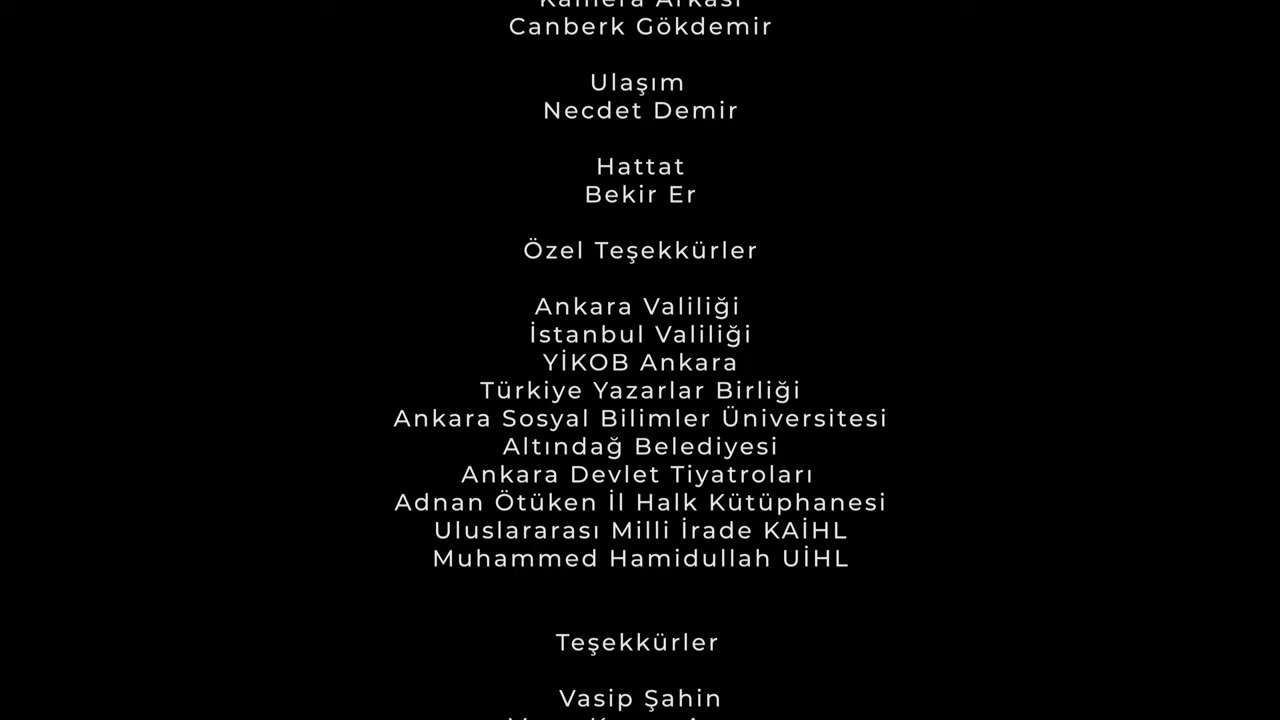 Kamera Arkası
Canberk Gökdemir
Ulaşım
Necdet Demir
Hattat
Bekir Er
Özel Teşekkürler
Ankara Valiliği
İstanbul Valiliği
YİKOB Ankara
Türkiye Yazarlar Birliği
Ankara Sosyal Bilimler Üniversitesi
Altındağ Belediyesi
Ankara Devlet Tiyatroları
Adnan Ötüken İl Halk Kütüphanesi
Uluslararası Milli İrade KAİHL
Muhammed Hamidullah UİHL
Teşekkürler
Vasip Şahin